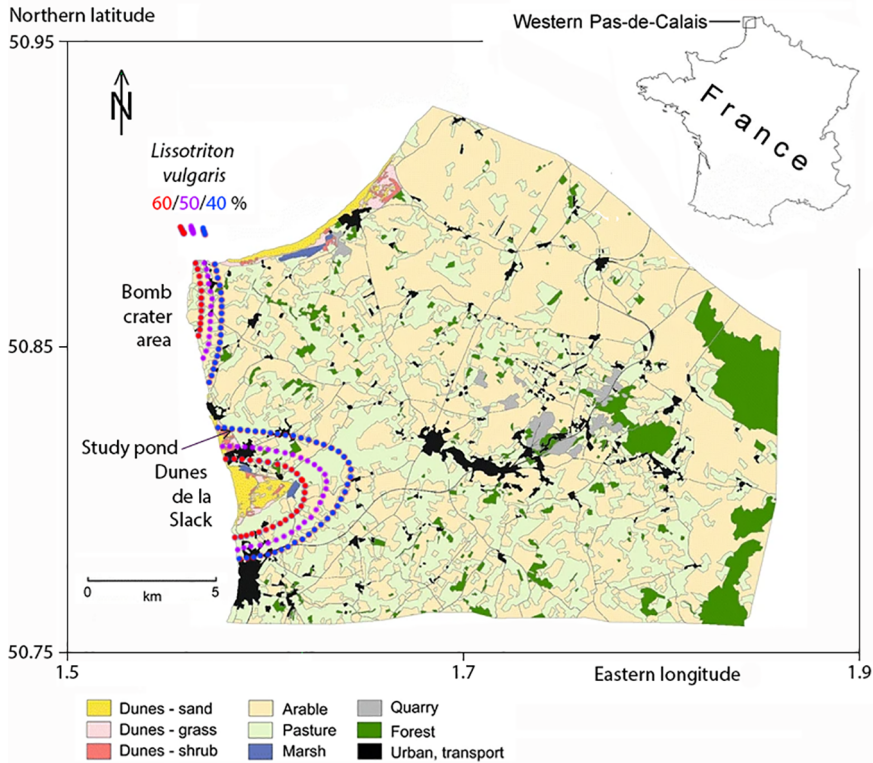 Northern latitude
50.95
Western Pas-de-Calais
France
N
Lissotriton
vulgaris
60/50/40 %
Bomb
crater
area
50.85
Study pond
Dunes
de la
Slack
0 5
km
50.75
1.5 1.7 Eastern longitude 1.9
Dunes - sand
Dunes - grass
Dunes - shrub
Arable
Pasture
Marsh
Quarry
Forest
Urban, transport